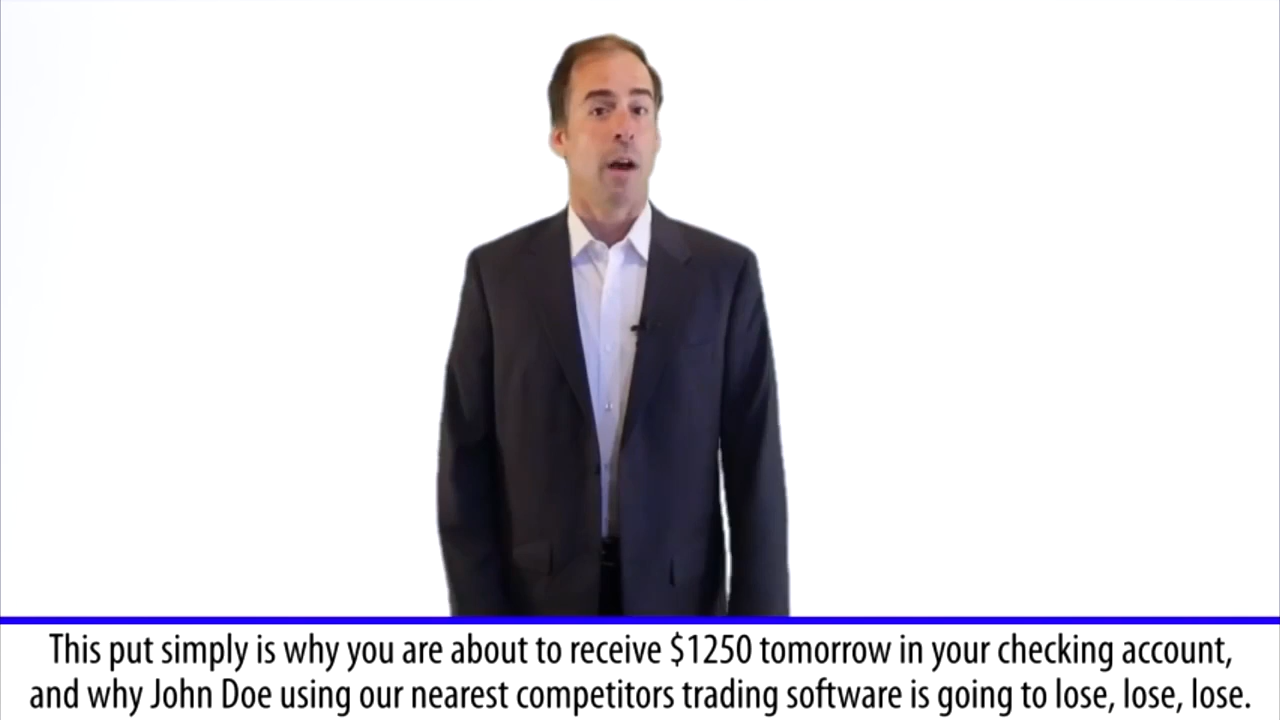 This put simply is why you are about to receive $1250 tomorrow in your checking account,
and why John Doe using our nearest competitors trading software is going to lose, lose, lose.